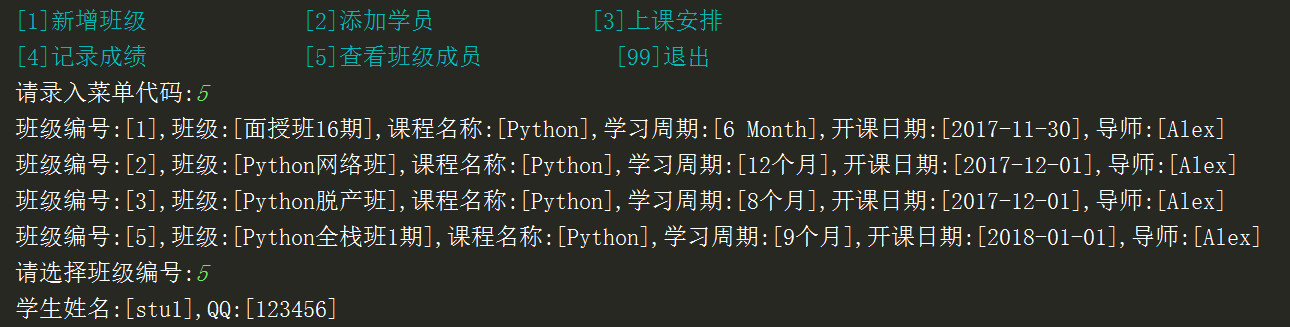 [1]新增班级 [2]添加学员 [3]上课安排
[4]记录成绩 [5]查看班级成员 [99]退出
请录入菜单代码:5
班级编号:[1],班级:[面授班16期],课程名称:[Python],学习周期:[6 Month],开课日期:[2017-11-30],导师:[Alex]
班级编号:[2],班级:[Python网络班],课程名称:[Python],学习周期:[12个月],开课日期:[2017-12-01],导师:[Alex]
班级编号:[3],班级:[Python脱产班],课程名称:[Python],学习周期:[8个月],开课日期:[2017-12-01],导师:[Alex]
班级编号:[5],班级:[Python全栈班1期],课程名称:[Python],学习周期:[9个月],开课日期:[2018-01-01],导师:[Alex]
请选择班级编号:5
学生姓名:[stu1],QQ:[123456]